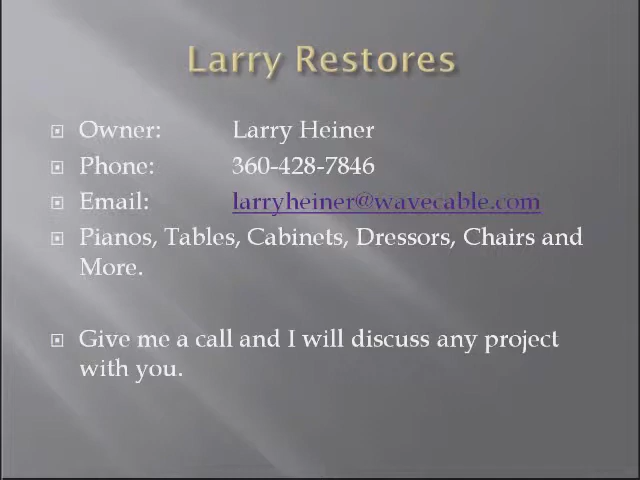 Larry Restores
Owner: Larry Heiner
Phone: 360-428-7846
Email: larryheiner@wavecable.com
Pianos, Tables, Cabinets, Dressors, Chairs and
More.
Give me a call and I will discuss any project
with you.